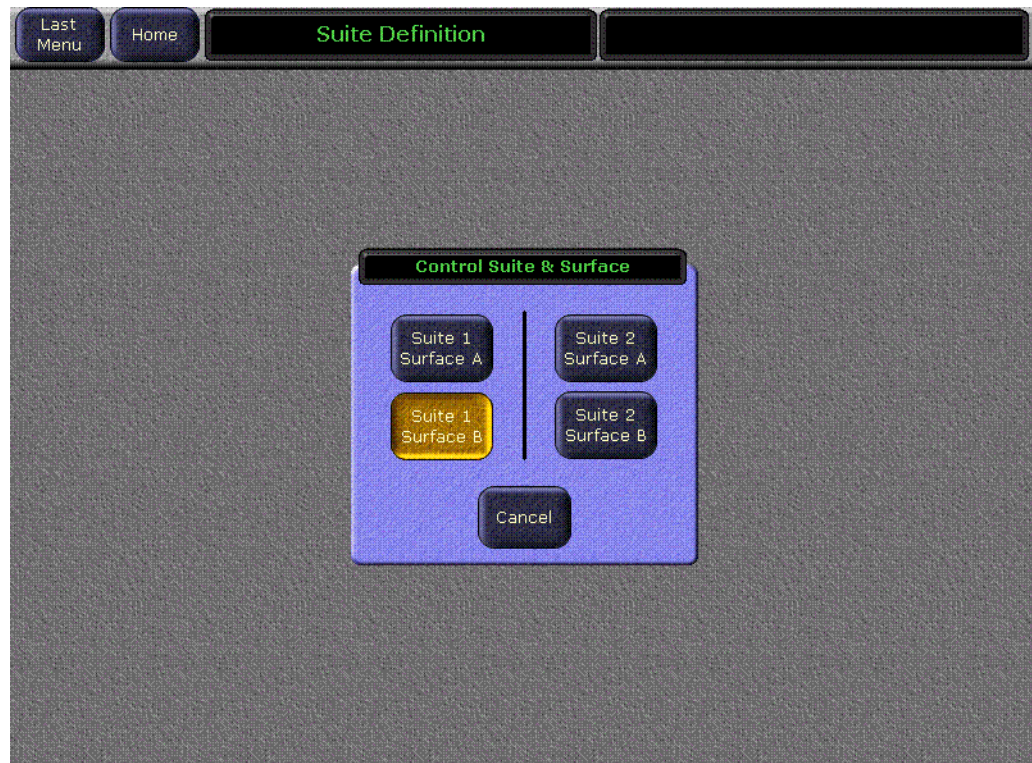 Last
Menu
Home
Suite Definition
Control Suite & Surface
Suite 1
Surface A
Suite 2
Surface A
Suite 1
Surface B
Suite 2
Surface B
Cancel